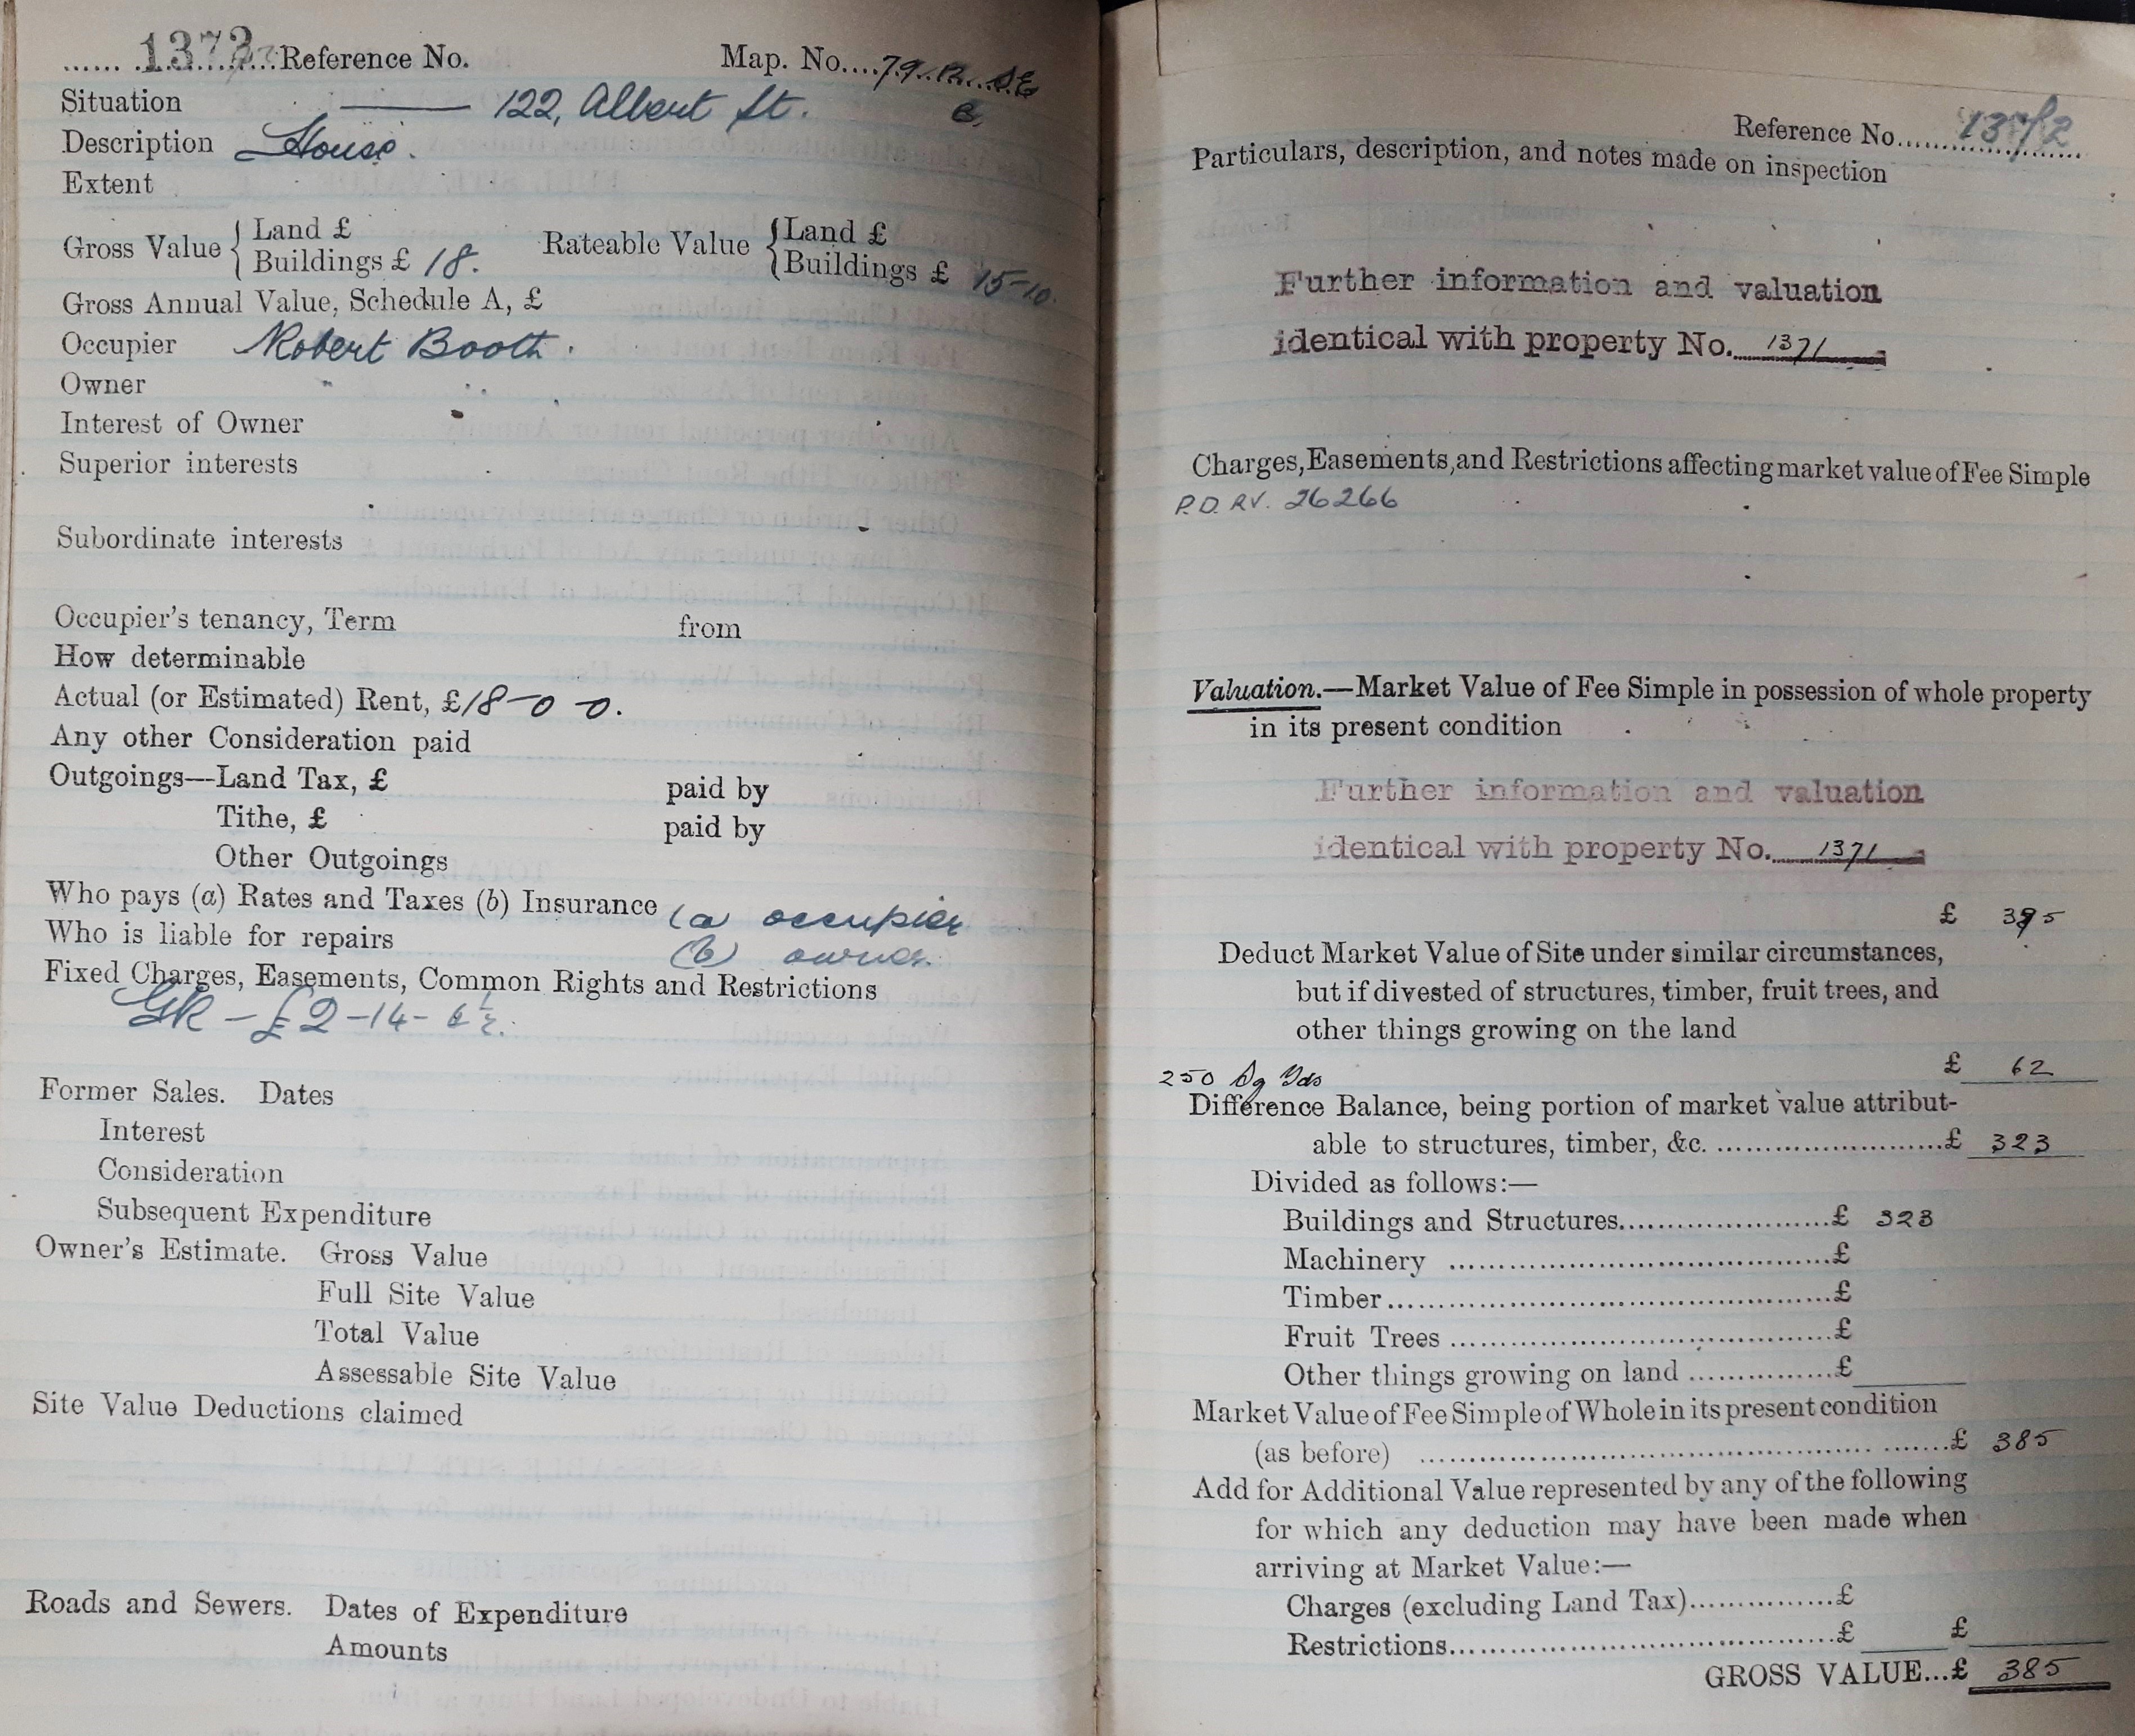 1372 Reference No.
Map. No....79.12...SE
Situation ——— 122, Albert St. B.
Description House.
Extent
Gross Value { Land £
Buildings £ 18.
Rateable Value { Land £
Buildings £ 15-10.
Gross Annual Value, Schedule A, £
Occupier Robert Booth.
Owner
Interest of Owner
Superior interests
Subordinate interests
Occupier's tenancy, Term from
How determinable
Actual (or Estimated) Rent, £18-0-0.
Any other Consideration paid
Outgoings—Land Tax, £ paid by
Tithe, £ paid by
Other Outgoings
Who pays (a) Rates and Taxes (b) Insurance (a) occupier
Who is liable for repairs (b) owner.
Fixed Charges, Easements, Common Rights and Restrictions
GR - £2-14-6½.
Former Sales. Dates
Interest
Consideration
Subsequent Expenditure
Owner's Estimate. Gross Value
Full Site Value
Total Value
Assessable Site Value
Site Value Deductions claimed
Roads and Sewers. Dates of Expenditure
Amounts
Reference No. 1372
Particulars, description, and notes made on inspection
Further information and valuation
identical with property No. 1371
Charges, Easements, and Restrictions affecting market value of Fee Simple
P.D. RV. 26266
Valuation.—Market Value of Fee Simple in possession of whole property
in its present condition
Further information and valuation
identical with property No. 1371
£ 385
Deduct Market Value of Site under similar circumstances,
but if divested of structures, timber, fruit trees, and
other things growing on the land
250 Sq Yds £ 62
Difference Balance, being portion of market value attribut-
able to structures, timber, &c. ........................£ 323
Divided as follows:—
Buildings and Structures......................£ 323
Machinery ......................................£
Timber............................................£
Fruit Trees .....................................£
Other things growing on land ...............£
Market Value of Fee Simple of Whole in its present condition
(as before) ..............................................£ 385
Add for Additional Value represented by any of the following
for which any deduction may have been made when
arriving at Market Value:—
Charges (excluding Land Tax)...............£
Restrictions......................................£ £
GROSS VALUE...£ 385